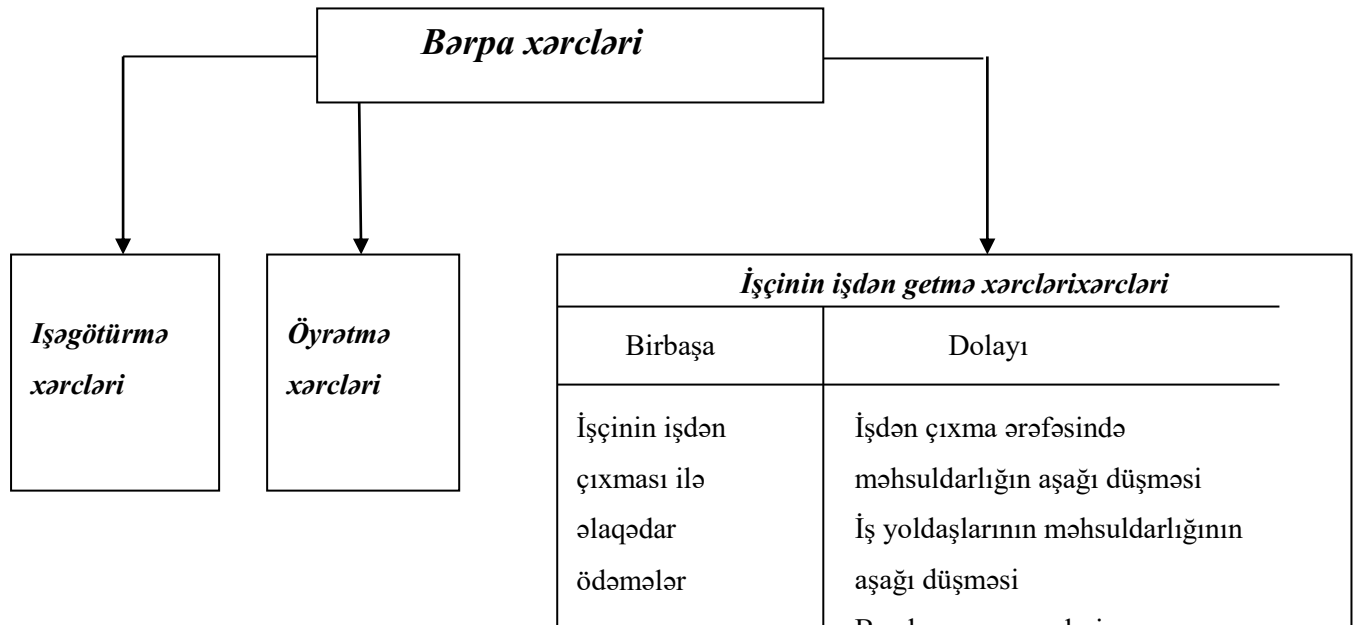 Bərpa xərcləri
Işəgötürmə
xərcləri
Öyrətmə
xərcləri
İşçinin işdən getmə xərclərixərcləri
Birbaşa
Dolayı
İşçinin işdən
çıxması ilə
əlaqədar
ödəmələr
İşdən çıxma ərəfəsində
məhsuldarlığın aşağı düşməsi
İş yoldaşlarının məhsuldarlığının
aşağı düşməsi